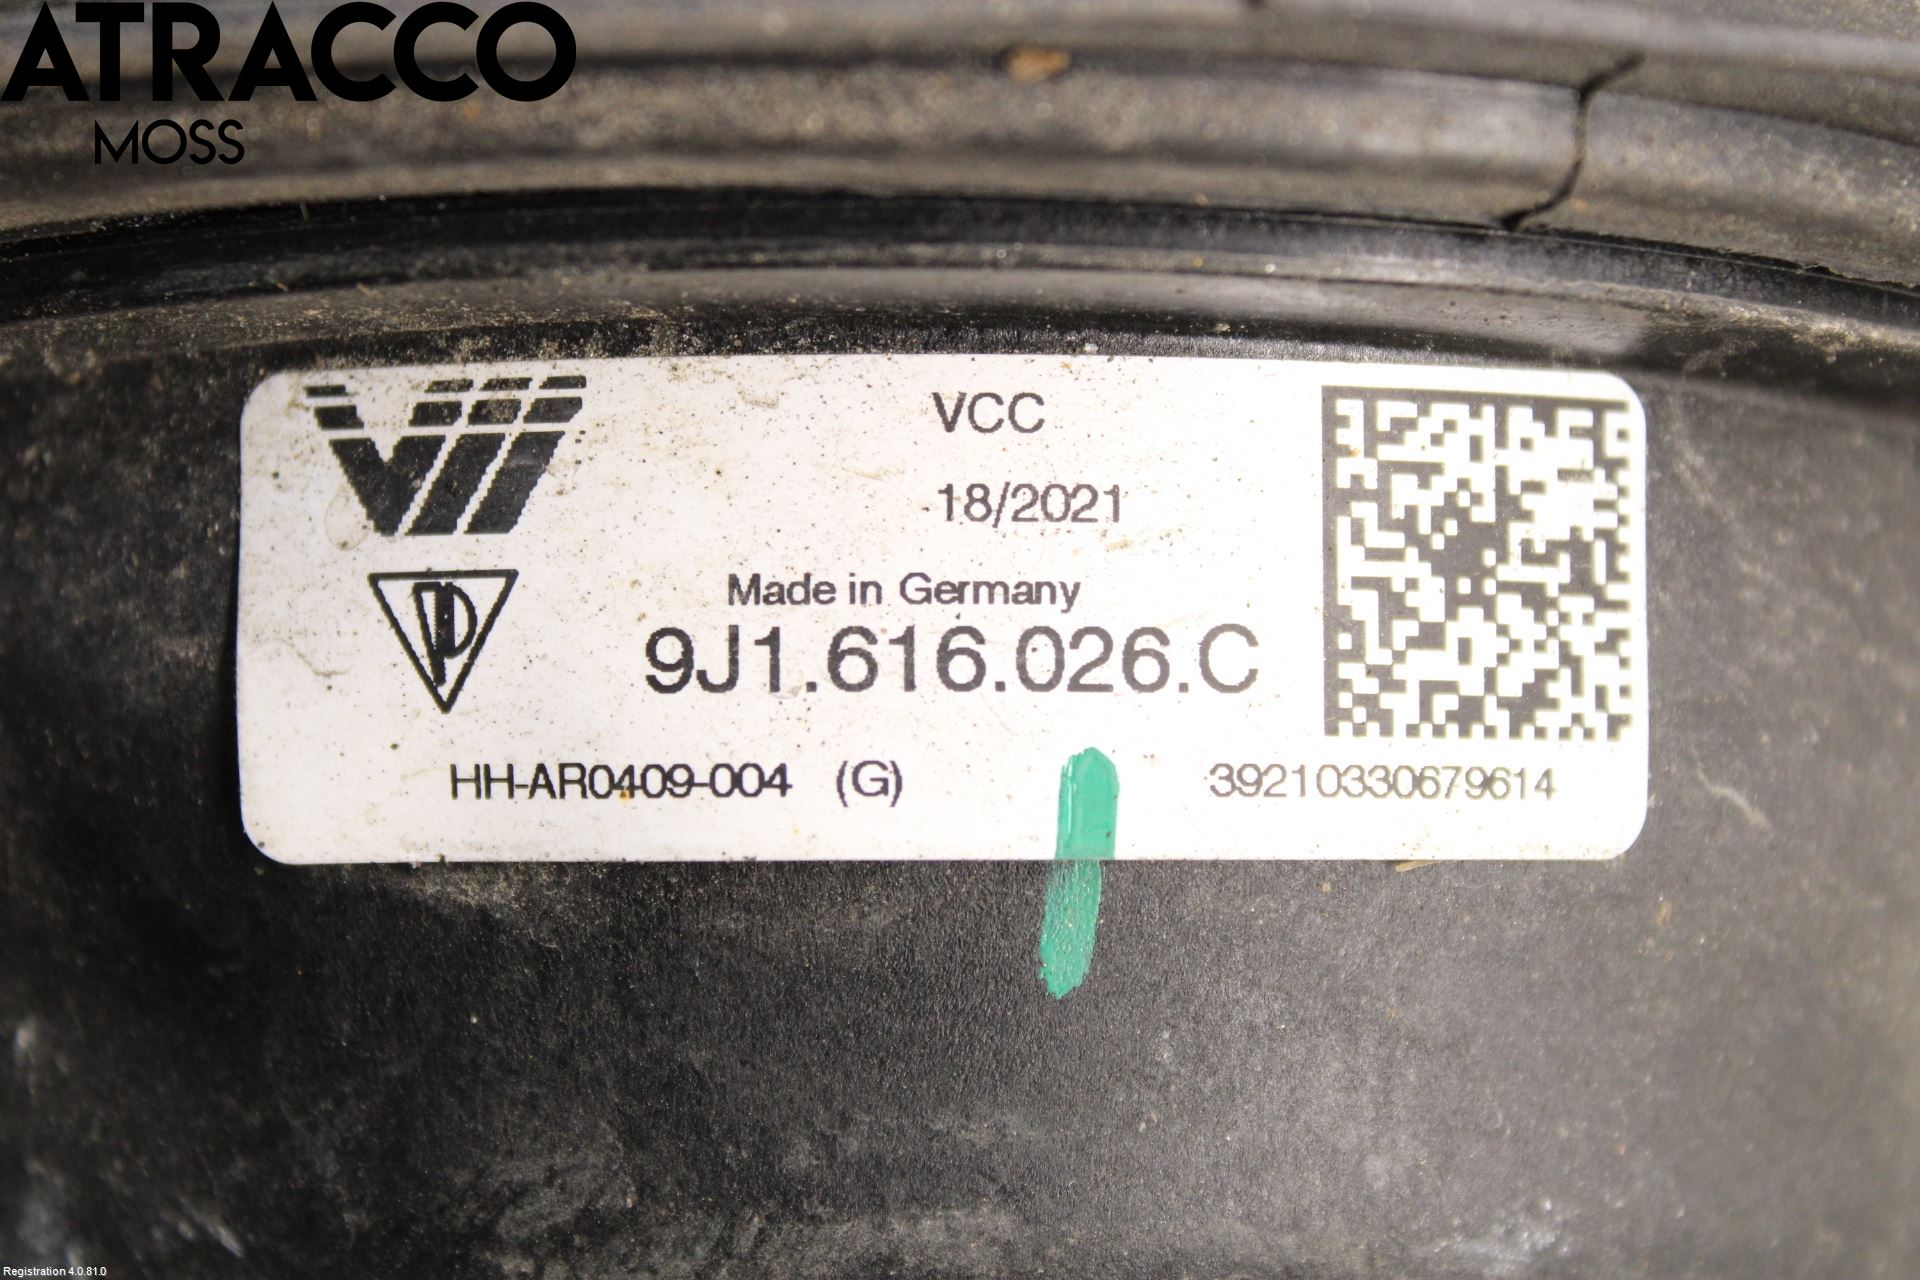 ATRACCO
MOSS
VCC
18/2021
Made in Germany
9J1.616.026.C
HH-AR0409-004 (G)
39210330679614
Registration 4.0.81.0